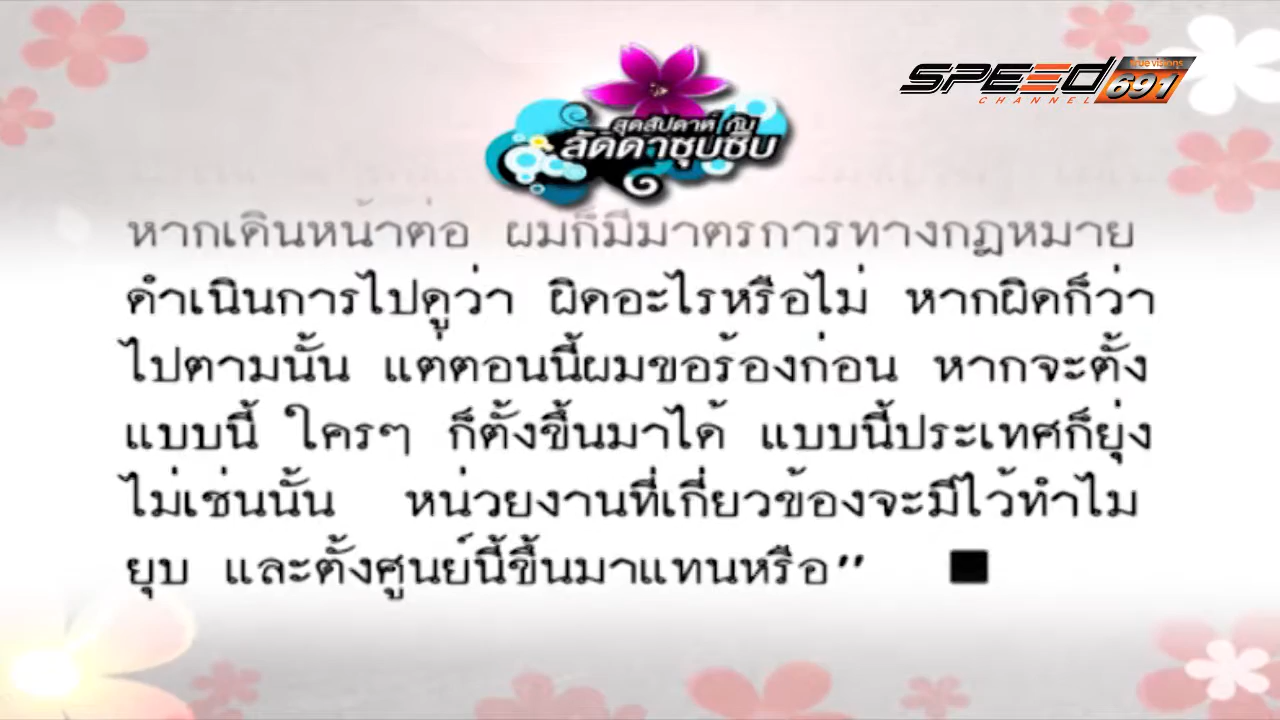 SPEED
CHANNEL
true visions
691
สุดสัปดาห์ กับ
ลัดดาซุบซิบ
หากเดินหน้าต่อ ผมก็มีมาตรการทางกฎหมาย
ดำเนินการไปดูว่า ผิดอะไรหรือไม่ หากผิดก็ว่า
ไปตามนั้น แต่ตอนนี้ผมขอร้องก่อน หากจะตั้ง
แบบนี้ ใครๆ ก็ตั้งขึ้นมาได้ แบบนี้ประเทศก็ยุ่ง
ไม่เช่นนั้น หน่วยงานที่เกี่ยวข้องจะมีไว้ทำไม
ยุบ และตั้งศูนย์นี้ขึ้นมาแทนหรือ”